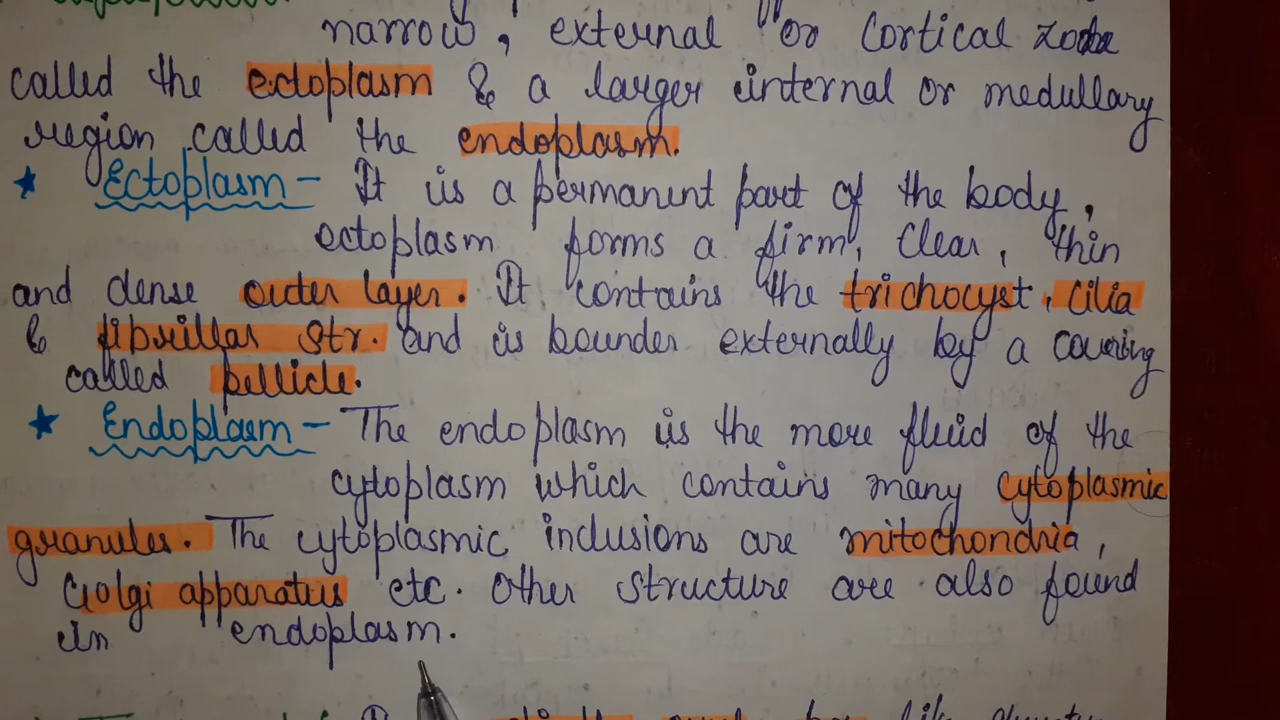 narrow, external or cortical
called the ectoplasm & a larger internal or medullary
region called the endoplasm.
★ Ectoplasm - It is a permanent part of the body,
ectoplasm forms a firm, clear, thin
and dense outer layer. It contains the trichocyst, cilia
& fibrillar str. and is bounder externally by a covering
called pellicle.
★ Endoplasm - The endoplasm is the more fluid of the
cytoplasm which contains many cytoplasmic
granules. The cytoplasmic inclusions are mitochondria,
Golgi apparatus etc. Other structure are also found
in endoplasm.